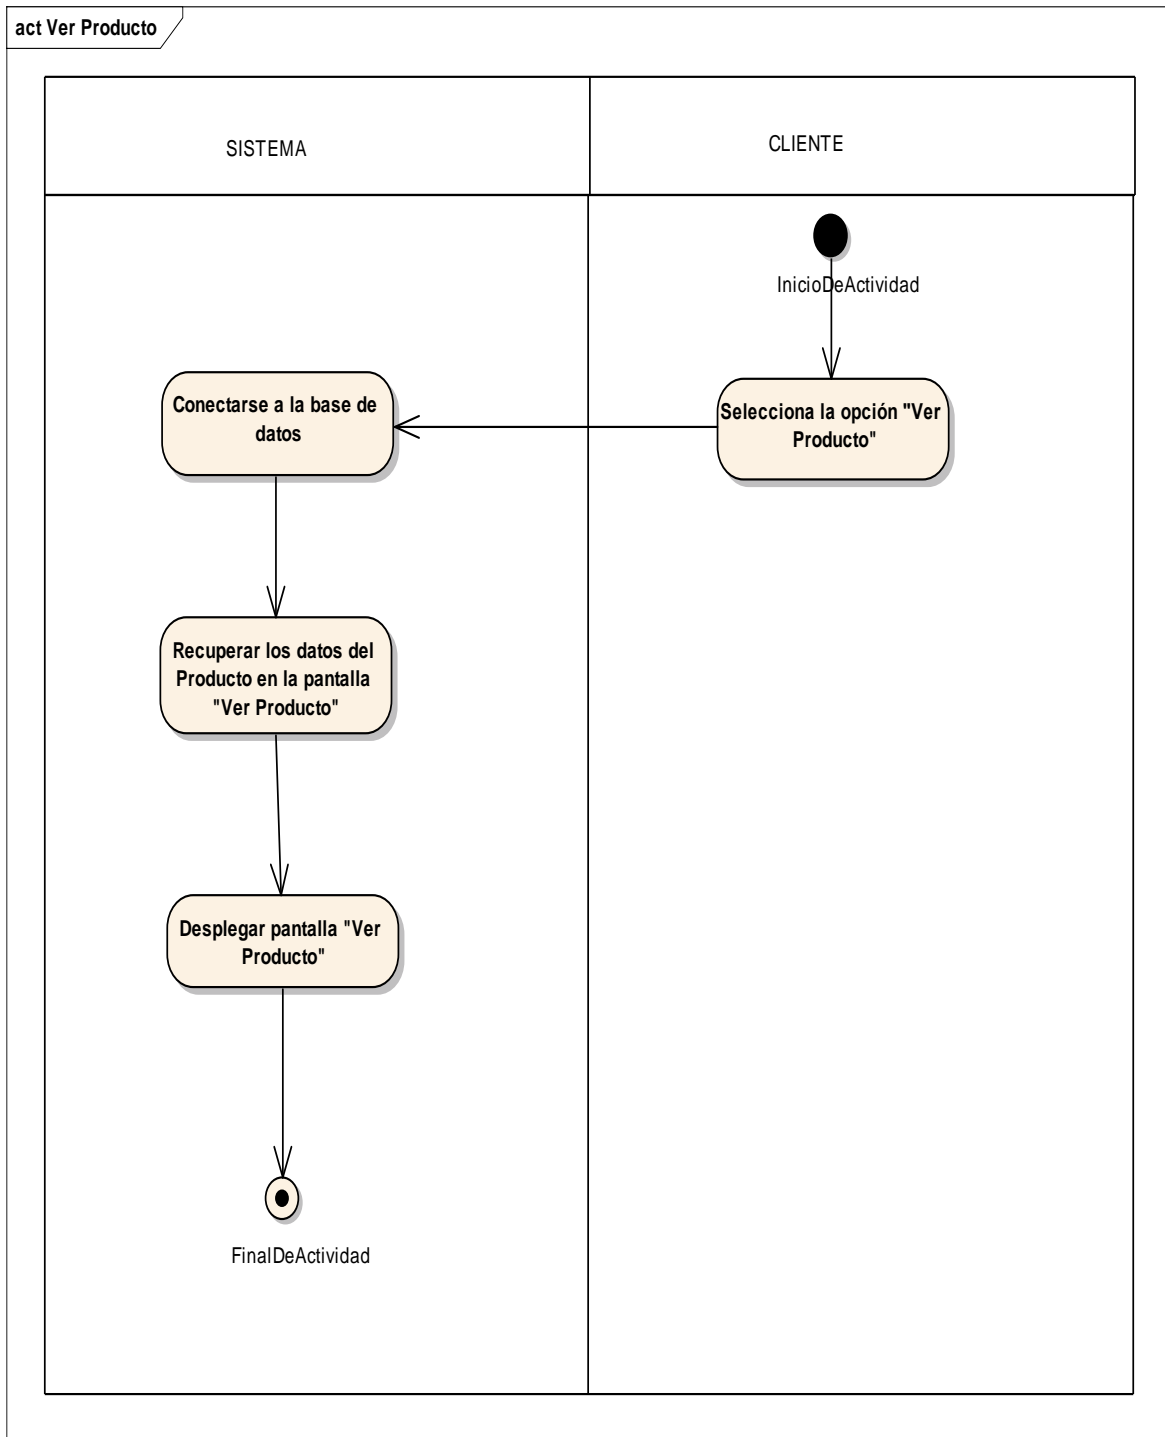 act Ver Producto
SISTEMA
CLIENTE
InicioDeActividad
Conectarse a la base de
datos
Selecciona la opción "Ver
Producto"
Recuperar los datos del
Producto en la pantalla
"Ver Producto"
Desplegar pantalla "Ver
Producto"
FinalDeActividad